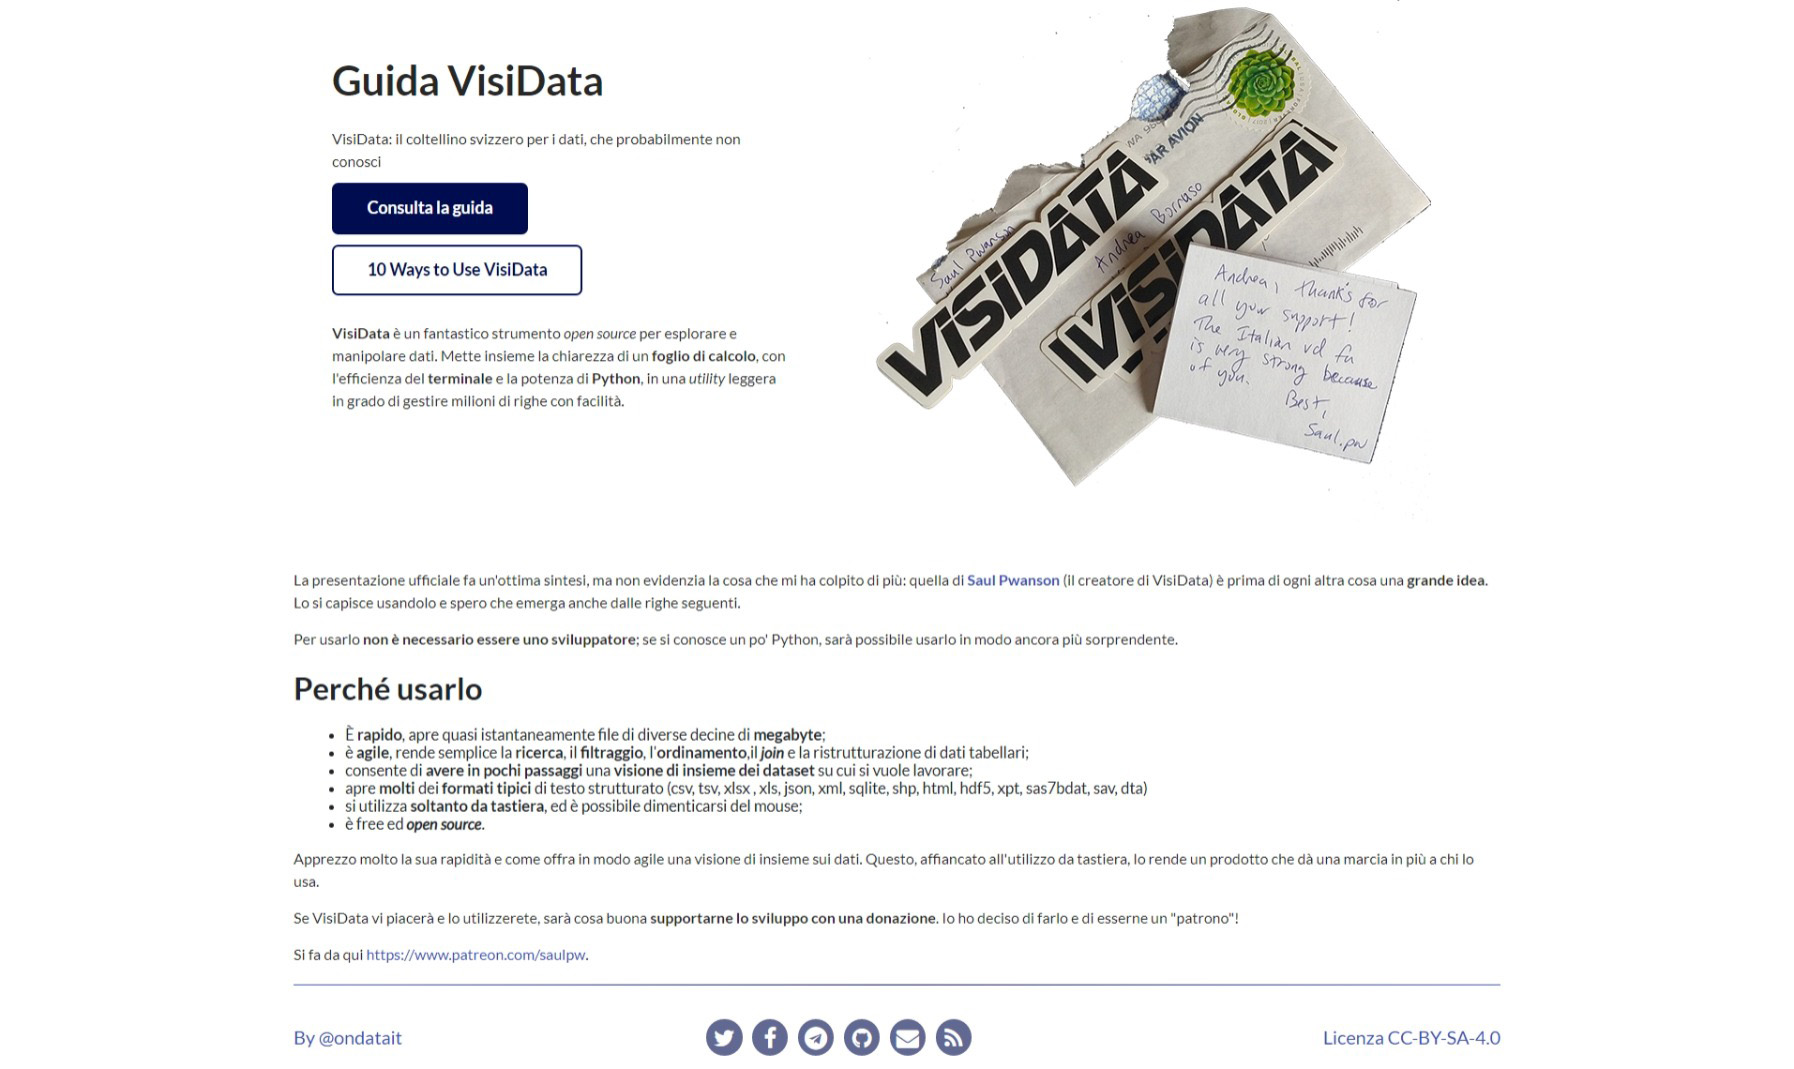 Guida VisiData
VisiData: il coltellino svizzero per i dati, che probabilmente non
conosci
Consulta la guida
10 Ways to Use VisiData
VisiData è un fantastico strumento open source per esplorare e
manipolare dati. Mette insieme la chiarezza di un foglio di calcolo, con
l'efficienza del terminale e la potenza di Python, in una utility leggera
in grado di gestire milioni di righe con facilità.
PAR AVION
Saul Pwanson
Andrea Borruso
VISIDATA
VISIDATA
Andrea, thanks for
all your support!
The Italian vd fu
is very strong because
of you.
Best,
Saul.pw
La presentazione ufficiale fa un'ottima sintesi, ma non evidenzia la cosa che mi ha colpito di più: quella di Saul Pwanson (il creatore di VisiData) è prima di ogni altra cosa una grande idea.
Lo si capisce usandolo e spero che emerga anche dalle righe seguenti.
Per usarlo non è necessario essere uno sviluppatore; se si conosce un po' Python, sarà possibile usarlo in modo ancora più sorprendente.
Perché usarlo
• È rapido, apre quasi istantaneamente file di diverse decine di megabyte;
• è agile, rende semplice la ricerca, il filtraggio, l'ordinamento,il join e la ristrutturazione di dati tabellari;
• consente di avere in pochi passaggi una visione di insieme dei dataset su cui si vuole lavorare;
• apre molti dei formati tipici di testo strutturato (csv, tsv, xlsx , xls, json, xml, sqlite, shp, html, hdf5, xpt, sas7bdat, sav, dta)
• si utilizza soltanto da tastiera, ed è possibile dimenticarsi del mouse;
• è free ed open source.
Apprezzo molto la sua rapidità e come offra in modo agile una visione di insieme sui dati. Questo, affiancato all'utilizzo da tastiera, lo rende un prodotto che dà una marcia in più a chi lo
usa.
Se VisiData vi piacerà e lo utilizzerete, sarà cosa buona supportarne lo sviluppo con una donazione. Io ho deciso di farlo e di esserne un "patrono"!
Si fa da qui https://www.patreon.com/saulpw.
By @ondatait
Licenza CC-BY-SA-4.0